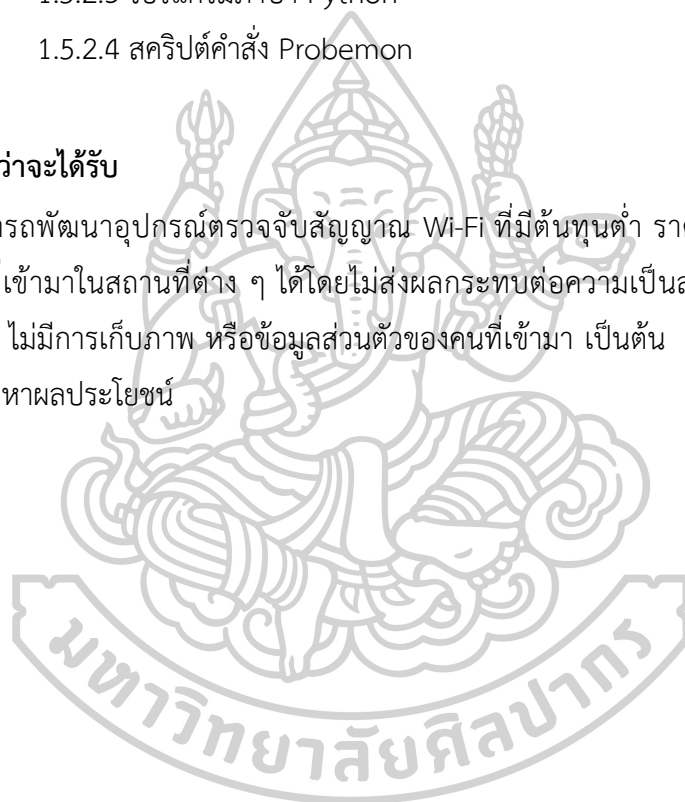 1.5.2.4 สคริปต์คำสั่ง Probemon
ว่าจะได้รับ
ารถพัฒนาอุปกรณ์ตรวจจับสัญญาณ Wi-Fi ที่มีต้นทุนต่ำ
เข้ามาในสถานที่ต่าง ๆ ได้โดยไม่ส่งผลกระทบต่อความเป็น
ไม่มีการเก็บภาพ หรือข้อมูลส่วนตัวของคนที่เข้ามา เป็นต้น
หาผลประโยชน์
มหาวิทยาลัยศิลปากร